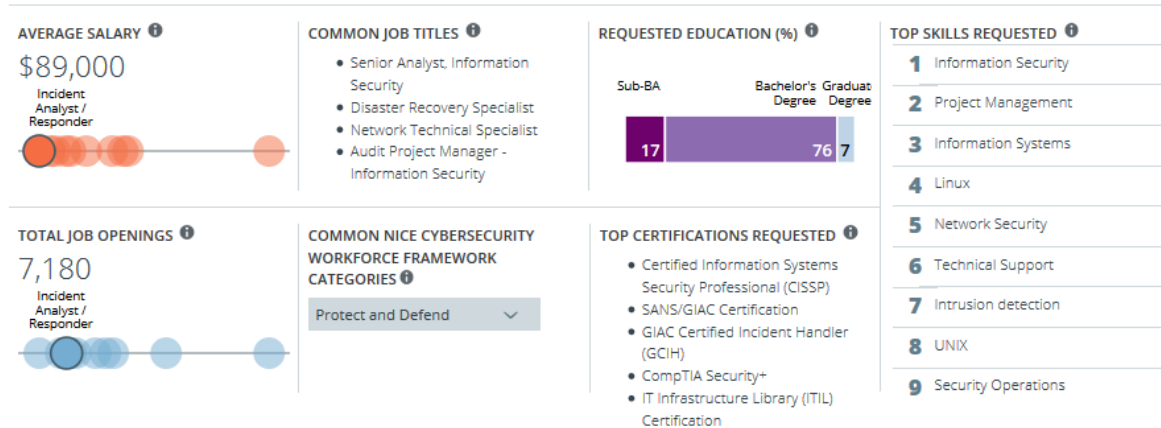 AVERAGE SALARY
$89,000
Incident
Analyst /
Responder
COMMON JOB TITLES
Senior Analyst, Information
Security
Disaster Recovery Specialist
Network Technical Specialist
Audit Project Manager -
Information Security
REQUESTED EDUCATION (%)
Sub-BA
Bachelor's Graduat
Degree Degree
17 76 7
TOTAL JOB OPENINGS
7,180
Incident
Analyst /
Responder
COMMON NICE CYBERSECURITY
WORKFORCE FRAMEWORK
CATEGORIES
Protect and Defend
TOP CERTIFICATIONS REQUESTED
Certified Information Systems
Security Professional (CISSP)
SANS/GIAC Certification
GIAC Certified Incident Handler
(GCIH)
CompTIA Security+
IT Infrastructure Library (ITIL)
Certification
TOP SKILLS REQUESTED
1 Information Security
2 Project Management
3 Information Systems
4 Linux
5 Network Security
6 Technical Support
7 Intrusion detection
8 UNIX
9 Security Operations